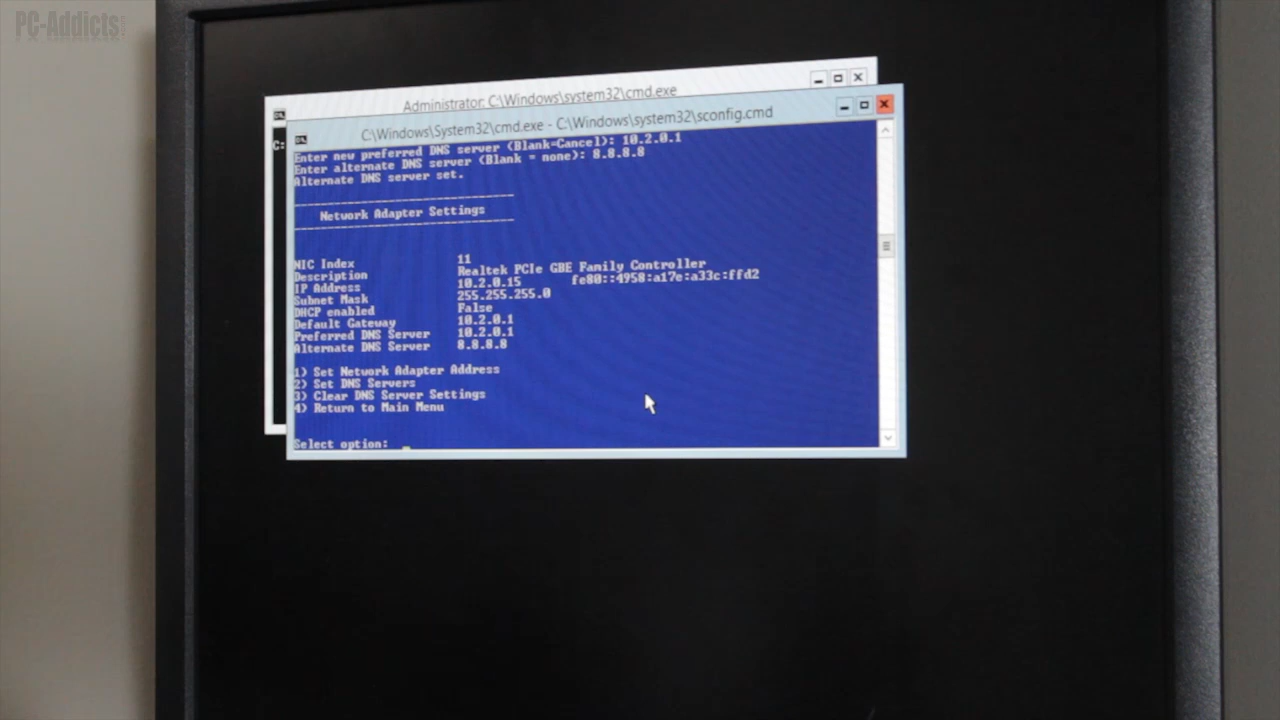 PC-Addicts
Administrator: C:\Windows\system32\cmd.exe
C:\Windows\System32\cmd.exe - C:\Windows\system32\sconfig.cmd
C:
Enter new preferred DNS server (Blank=Cancel): 10.2.0.1
Enter alternate DNS server (Blank = none): 8.8.8.8
Alternate DNS server set.
Network Adapter Settings
NIC Index 11
Description Realtek PCIe GBE Family Controller
IP Address 10.2.0.15 fe80::4958:a17e:a33c:ffd2
Subnet Mask 255.255.255.0
DHCP enabled False
Default Gateway 10.2.0.1
Preferred DNS Server 10.2.0.1
Alternate DNS Server 8.8.8.8
1) Set Network Adapter Address
2) Set DNS Servers
3) Clear DNS Server Settings
4) Return to Main Menu
Select option: _